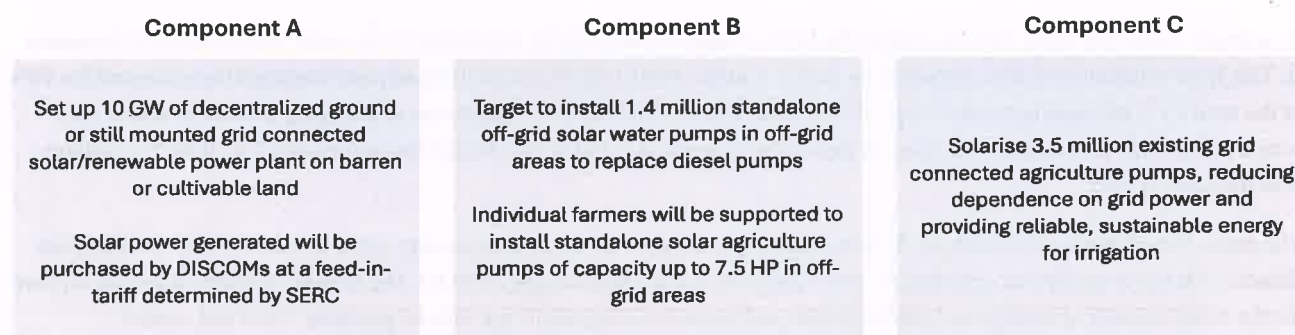 Component A
Set up 10 GW of decentralized ground
or still mounted grid connected
solar/renewable power plant on barren
or cultivable land
Solar power generated will be
purchased by DISCOMs at a feed-in-
tariff determined by SERC
Component B
Target to install 1.4 million standalone
off-grid solar water pumps in off-grid
areas to replace diesel pumps
Individual farmers will be supported to
install standalone solar agriculture
pumps of capacity up to 7.5 HP in off-
grid areas
Component C
Solarise 3.5 million existing grid
connected agriculture pumps, reducing
dependence on grid power and
providing reliable, sustainable energy
for irrigation